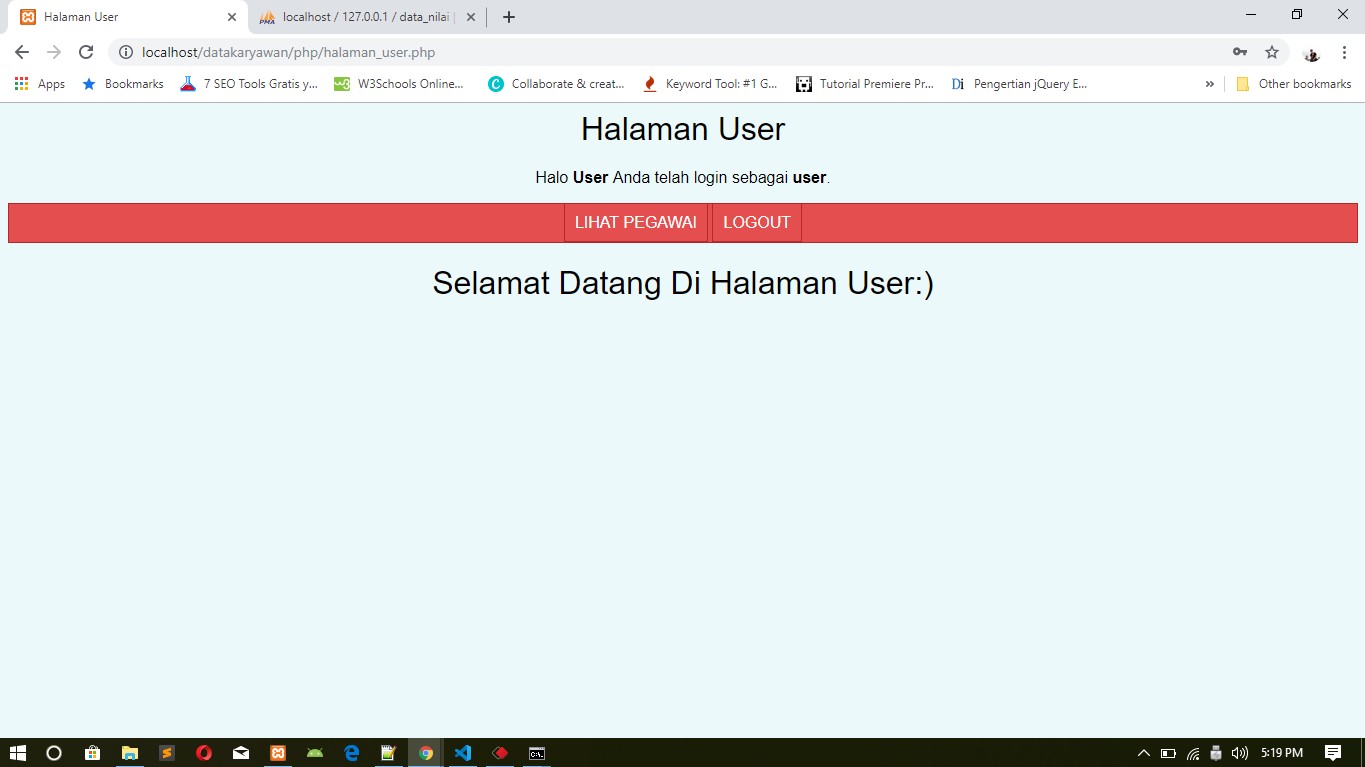 Halaman User
localhost / 127.0.0.1 / data_nilai
localhost/datakaryawan/php/halaman_user.php
Apps Bookmarks 7 SEO Tools Gratis y... W3Schools Online... Collaborate & creat... Keyword Tool: #1 G... Tutorial Premiere Pr... Di Pengertian jQuery E... » Other bookmarks
Halaman User
Halo User Anda telah login sebagai user.
LIHAT PEGAWAI LOGOUT
Selamat Datang Di Halaman User:)
5:19 PM